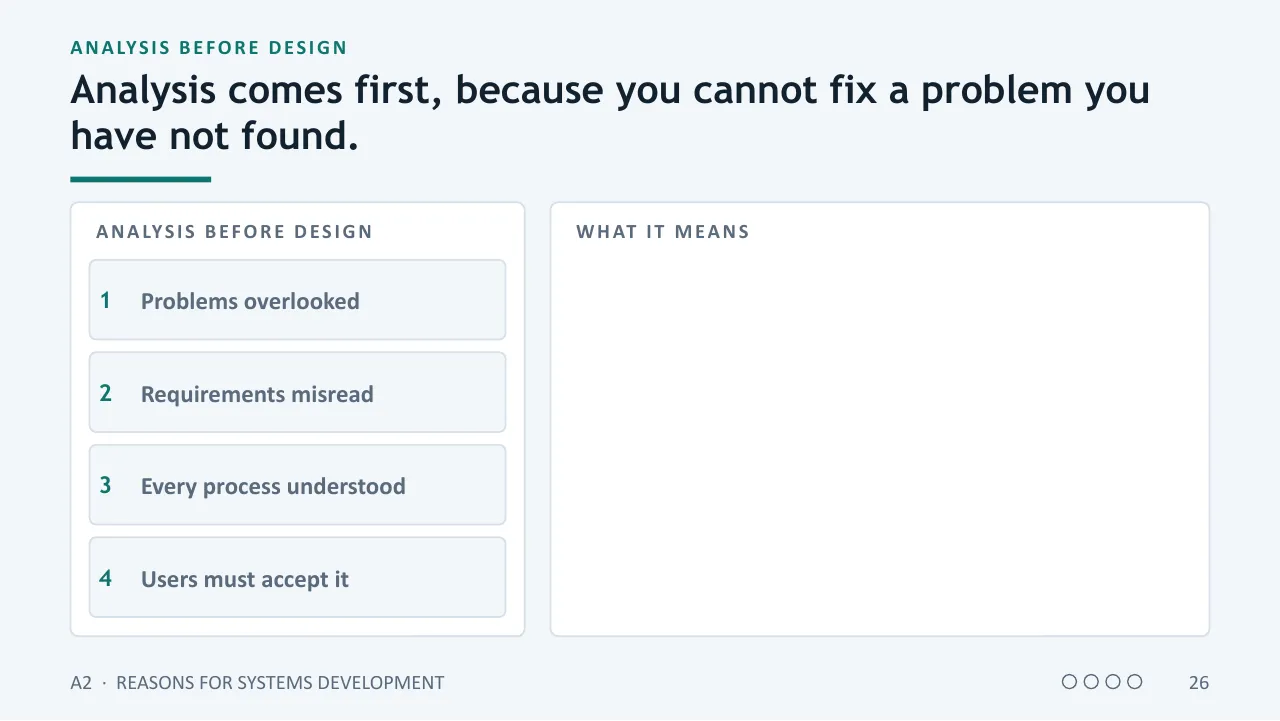 ANALYSIS BEFORE DESIGN
Analysis comes first, because you cannot fix a problem you
have not found.
ANALYSIS BEFORE DESIGN
1 Problems overlooked
2 Requirements misread
3 Every process understood
4 Users must accept it
WHAT IT MEANS
A2 · REASONS FOR SYSTEMS DEVELOPMENT
26